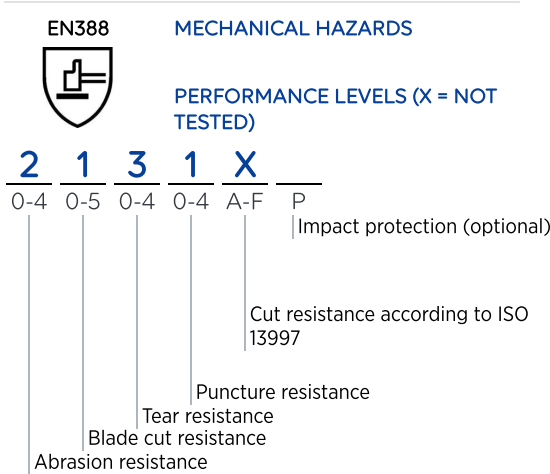 EN388
MECHANICAL HAZARDS
PERFORMANCE LEVELS (X = NOT
TESTED)
2 1 3 1 X
0-4 0-5 0-4 0-4 A-F P
Impact protection (optional)
Cut resistance according to ISO
13997
Puncture resistance
Tear resistance
Blade cut resistance
Abrasion resistance